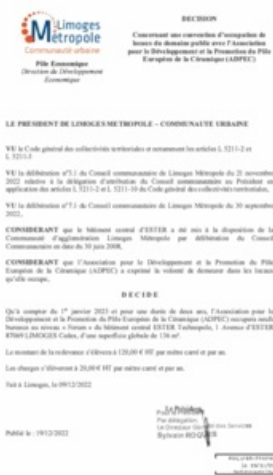 Limoges
Métropole
Communauté urbaine
Pôle Economique
Direction du Développement
Economique
DECISION
Concernant une convention d'occupation de
locaux du domaine public avec l'Association
pour le Développement et la Promotion du Pôle
Européen de la Céramique (ADPEC)
LE PRESIDENT DE LIMOGES METROPOLE – COMMUNAUTE URBAINE
VU le Code général des collectivités territoriales et notamment les articles L 5211-2 et
L 5211-3
VU la délibération n°5.1 du Conseil communautaire de Limoges Métropole du 21 novembre
2022 relative à la délégation d'attribution du Conseil communautaire au Président en
application des articles L 5211-2 et L 5211-10 du Code général des collectivités territoriales,
VU la délibération n°7.1 du Conseil communautaire de Limoges Métropole du 30 septembre
2022,
CONSIDERANT que le bâtiment central d'ESTER a été mis à la disposition de la
Communauté d'agglomération Limoges Métropole par délibération du Conseil
Communautaire en date du 30 juin 2008,
CONSIDERANT que l'Association pour le Développement et la Promotion du Pôle
Européen de la Céramique (ADPEC) a exprimé la volonté de demeurer dans les locaux
qu'elle occupe,
D E C I D E
Qu'à compter du 1er janvier 2023 et pour une durée de deux ans, l'Association pour le
Développement et la Promotion du Pôle Européen de la Céramique (ADPEC) occupera neuf
bureaux au niveau « Forum » du bâtiment central ESTER Technopole, 1 Avenue d'ESTER
87069 LIMOGES Cedex, d'une superficie globale de 136 m².
Le montant de la redevance s'élèvera à 120,00 € HT par mètre carré et par an.
Les charges s'élèveront à 20,00 € HT par mètre carré et par an.
Fait à Limoges, le 09/12/2022
Le Président
Par délégation,
Le Directeur Général des Services
Sylvain ROQUES
Publié le : 19/12/2022